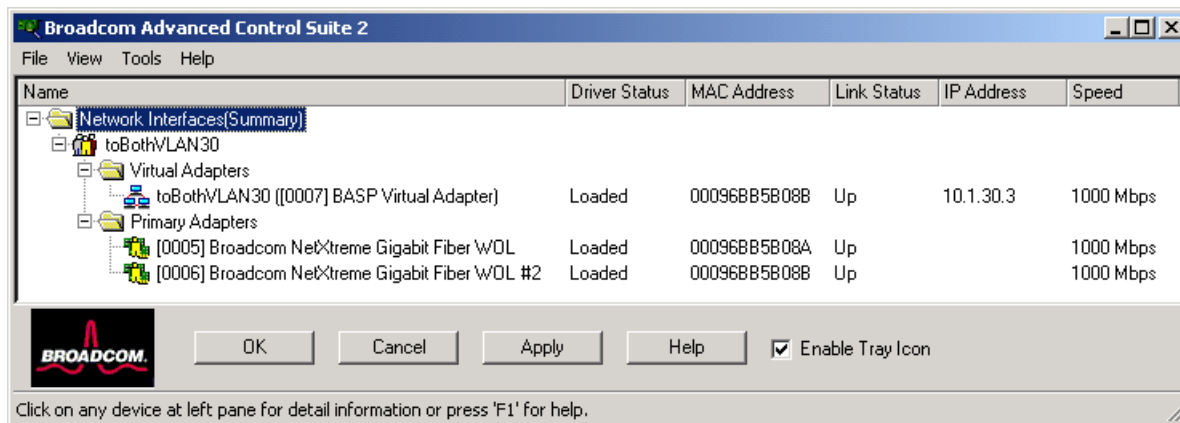 Broadcom Advanced Control Suite 2
File View Tools Help
Name Driver Status MAC Address Link Status IP Address Speed
Network Interfaces(Summary)
toBothVLAN30
Virtual Adapters
toBothVLAN30 ([0007] BASP Virtual Adapter) Loaded 00096BB5B08B Up 10.1.30.3 1000 Mbps
Primary Adapters
[0005] Broadcom NetXtreme Gigabit Fiber WOL Loaded 00096BB5B08A Up 1000 Mbps
[0006] Broadcom NetXtreme Gigabit Fiber WOL #2 Loaded 00096BB5B08B Up 1000 Mbps
BROADCOM. OK Cancel Apply Help Enable Tray Icon
Click on any device at left pane for detail information or press 'F1' for help.